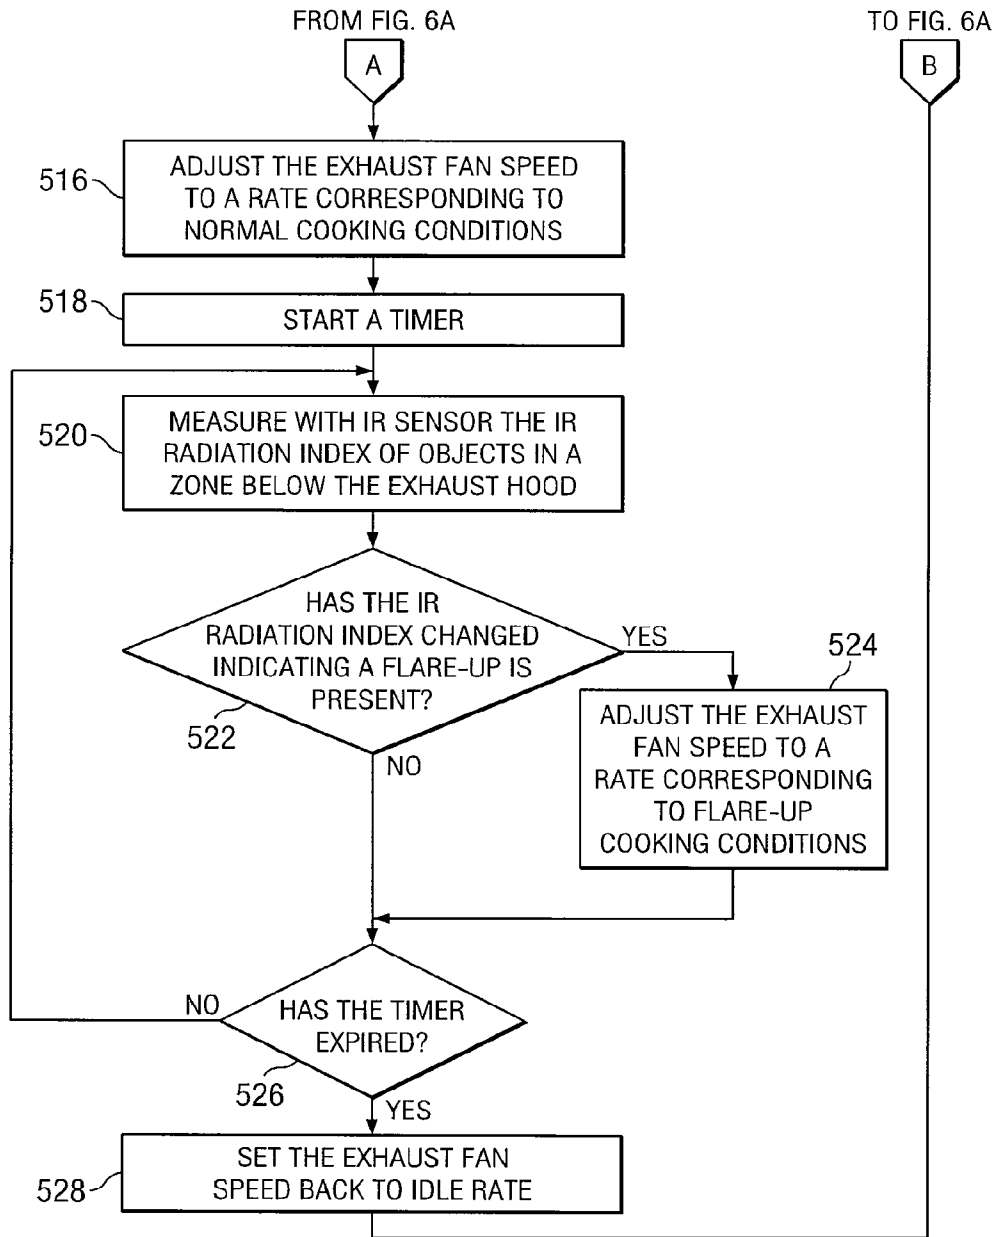 FROM FIG. 6A
TO FIG. 6A
A
B
516
ADJUST THE EXHAUST FAN SPEED
TO A RATE CORRESPONDING TO
NORMAL COOKING CONDITIONS
518
START A TIMER
520
MEASURE WITH IR SENSOR THE IR
RADIATION INDEX OF OBJECTS IN A
ZONE BELOW THE EXHAUST HOOD
HAS THE IR
RADIATION INDEX CHANGED
INDICATING A FLARE-UP IS
PRESENT?
YES
522
NO
524
ADJUST THE EXHAUST
FAN SPEED TO A
RATE CORRESPONDING
TO FLARE-UP
COOKING CONDITIONS
NO
HAS THE TIMER
EXPIRED?
526
YES
528
SET THE EXHAUST FAN
SPEED BACK TO IDLE RATE